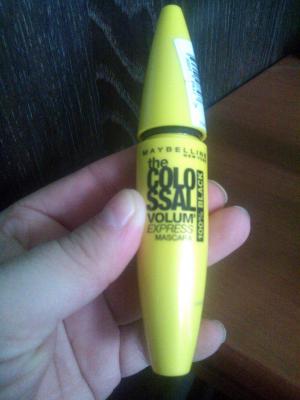 MAYBELLINE
NEW YORK
the
COLO
SSAL
VOLUM'
EXPRESS
MASCARA
100% BLACK